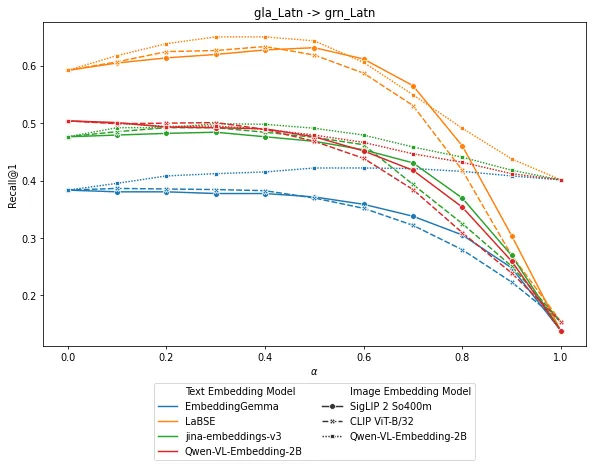 gla_Latn -> grn_Latn
Recall@1
0.6
0.5
0.4
0.3
0.2
0.0 0.2 0.4 0.6 0.8 1.0
α
Text Embedding Model
EmbeddingGemma
LaBSE
jina-embeddings-v3
Qwen-VL-Embedding-2B
Image Embedding Model
SigLIP 2 So400m
CLIP ViT-B/32
Qwen-VL-Embedding-2B